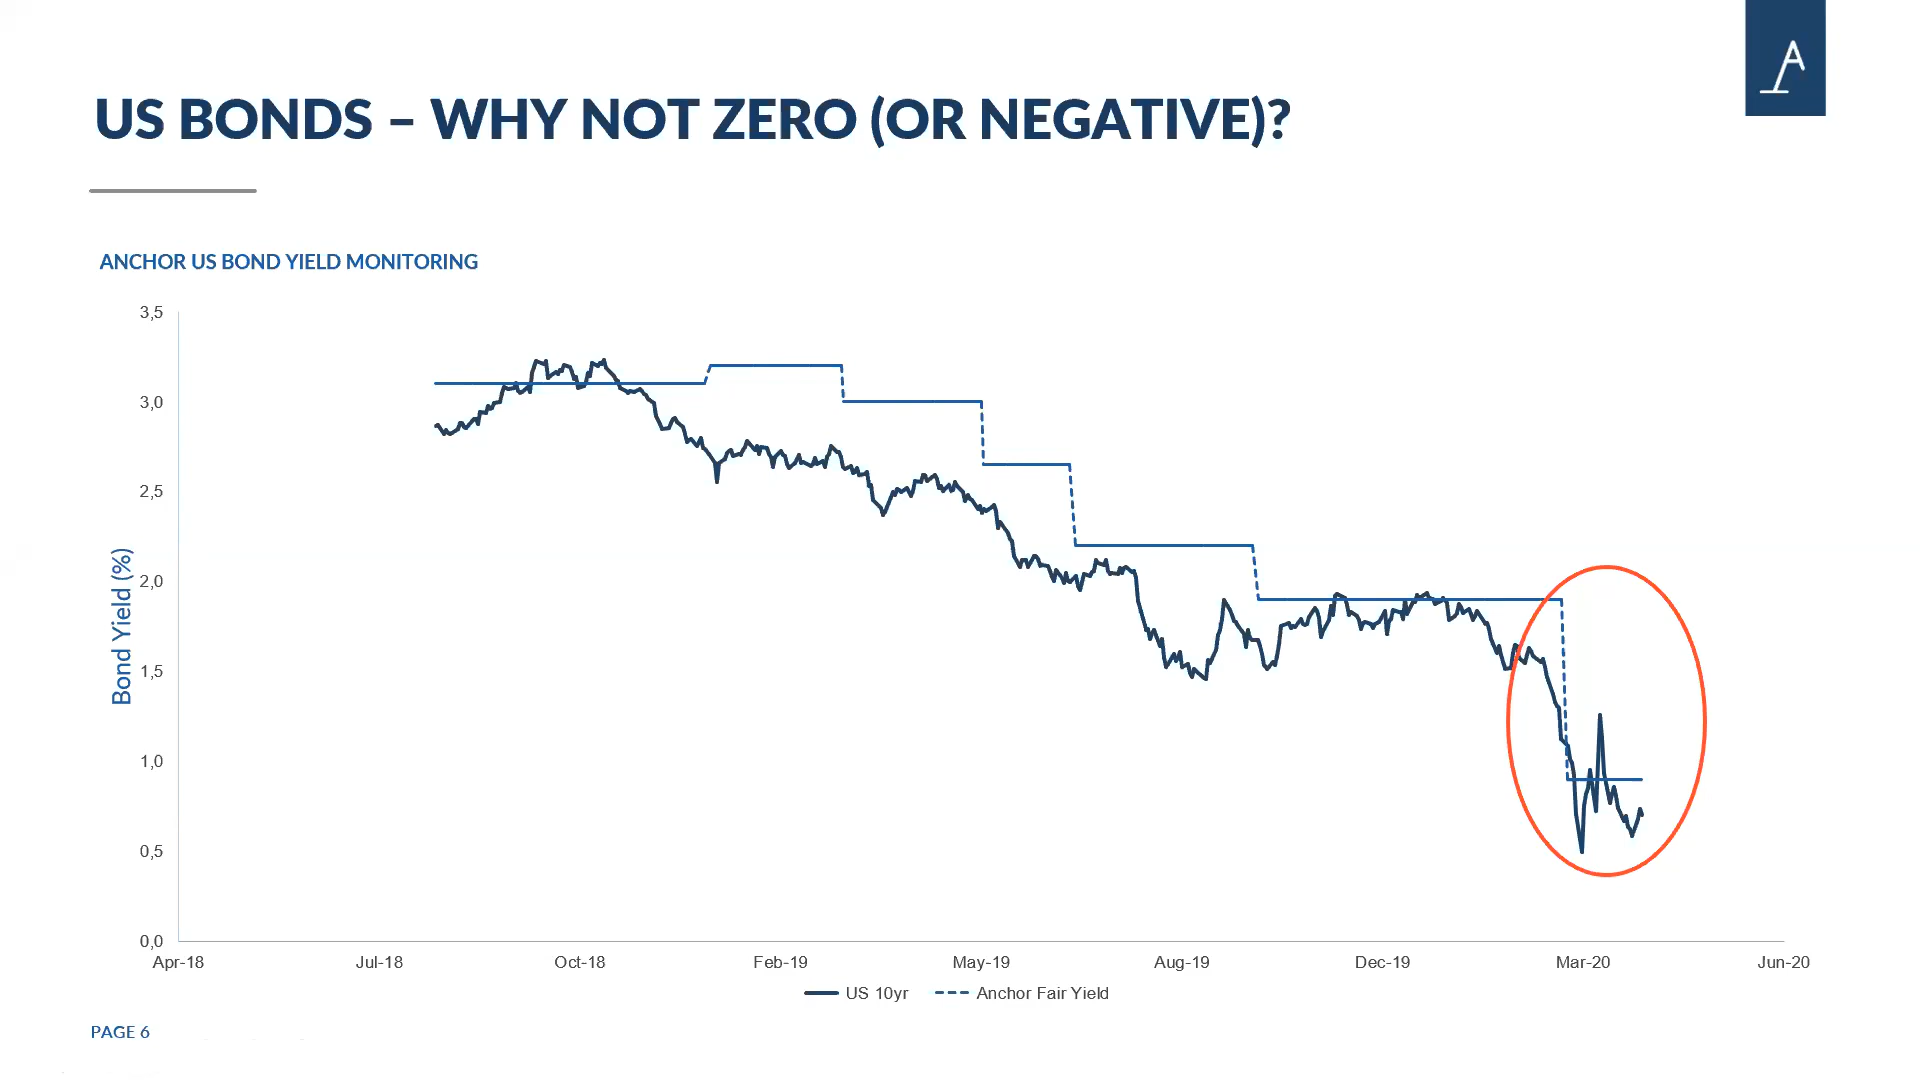 A
US BONDS – WHY NOT ZERO (OR NEGATIVE)?
ANCHOR US BOND YIELD MONITORING
Bond Yield (%)
3,5
3,0
2,5
2,0
1,5
1,0
0,5
0,0
Apr-18 Jul-18 Oct-18 Feb-19 May-19 Aug-19 Dec-19 Mar-20 Jun-20
US 10yr Anchor Fair Yield
PAGE 6